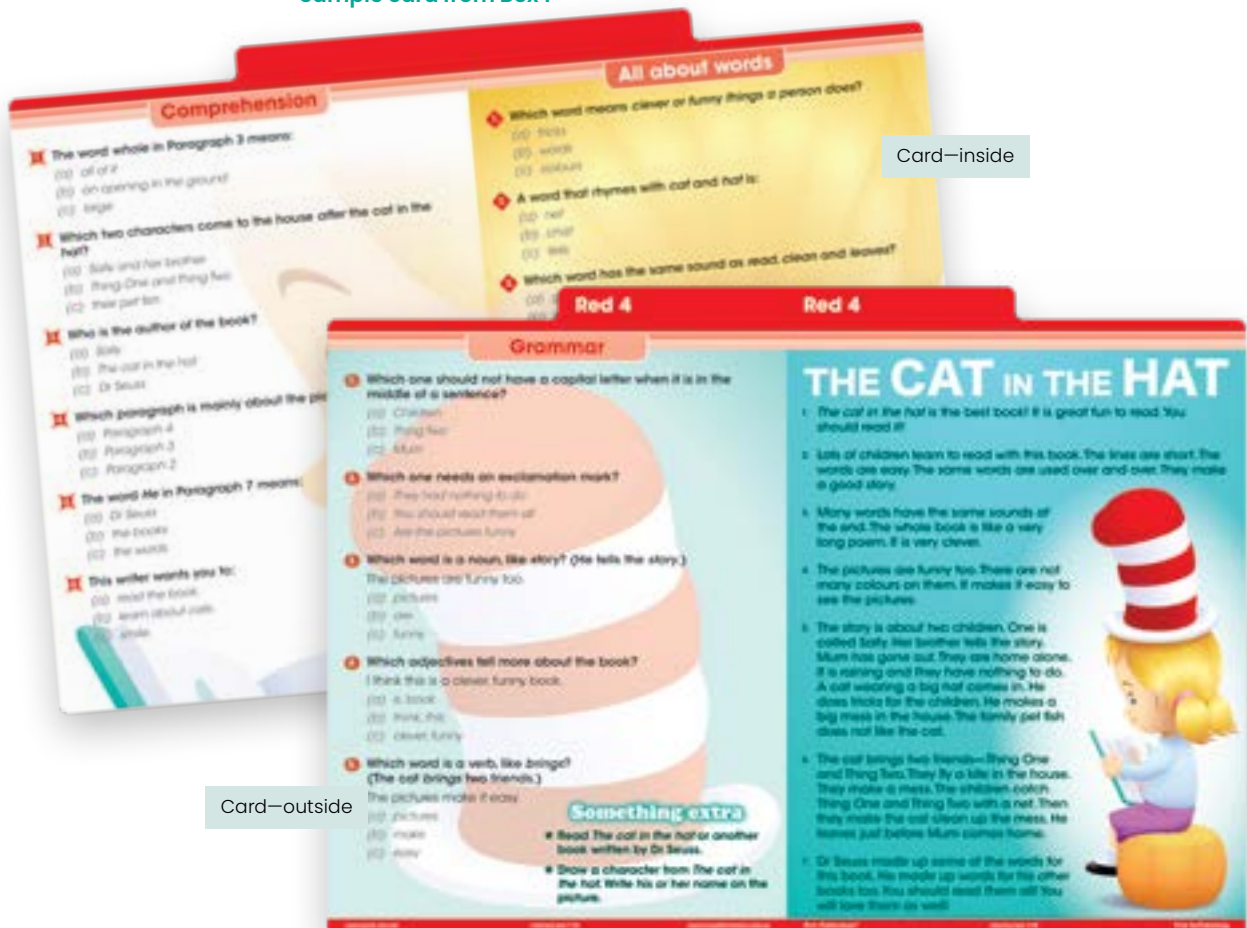 Sample card from Box 1
Comprehension
The word whole in Paragraph 3 means:
(a) all of it
(b) an opening in the ground
(c) large
Which two characters come to the house after the cat in the
hat?
(a) Sally and her brother
(b) Thing One and Thing Two
(c) their pet fish
Who is the author of the book?
(a) Sally
(b) The cat in the hat
(c) Dr Seuss
Which paragraph is mainly about the pic
(a) Paragraph 4
(b) Paragraph 3
(c) Paragraph 2
The word in Paragraph 7 means:
(a) Dr Seuss
(b) the books
(c) the words
This writer wants you to:
(a) read the book.
(b) learn about cats.
(c) smile.
All about words
Which word means clever or funny things a person does?
(a) tricks
(b) words
(c) colours
A word that rhymes with cat and hat is:
(a) net
(b) 
(c) 
Which word has the same sound as read, clean and leaves?
(a)
Card—inside
Red 4
Red 4
Grammar
1 Which one should not have a capital letter when it is in the
middle of a sentence?
(a) Children
(b) Thing Two
(c) Mum
2 Which one needs an exclamation mark?
(a) They had nothing to do
(b) You should read them all
(c) Are the pictures funny
3 Which word is a noun, like story? (He tells the story.)
The pictures are funny too.
(a) pictures
(b) are
(c) funny
4 Which adjectives tell more about the book?
I think this is a clever, funny book.
(a) a, book
(b) think, this
(c) clever, funny
5 Which word is a verb, like brings?
(The cat brings two friends.)
The pictures make it easy.
(a) pictures
(b) make
(c) easy
Something extra
Read The cat in the hat or another
book written by Dr Seuss.
Draw a character from The cat in
the hat. Write his or her name on the
picture.
Card—outside
THE CAT IN THE HAT
1. The cat in the hat is the best book! It is great fun to read. You
should read it!
2. Lots of children learn to read with this book. The lines are short. The
words are easy. The same words are used over and over. They make
a good story.
3. Many words have the same sounds at
the end. The whole book is like a very
long poem. It is very clever.
4. The pictures are funny too. There are not
many colours on them. It makes it easy to
see the pictures.
5. The story is about two children. One is
called Sally. Her brother tells the story.
Mum has gone out. They are home alone.
It is raining and they have nothing to do.
A cat wearing a big hat comes in. He
does tricks for the children. He makes a
big mess in the house. The family pet fish
does not like the cat.
6. The cat brings two friends—Thing One
and Thing Two. They fly a kite in the house.
They make a mess. The children catch
Thing One and Thing Two with a net. Then
they make the cat clean up the mess. He
leaves just before Mum comes home.
7. Dr Seuss made up some of the words for
this book. He made up words for his other
books too. You should read them all! You
will love them as well!